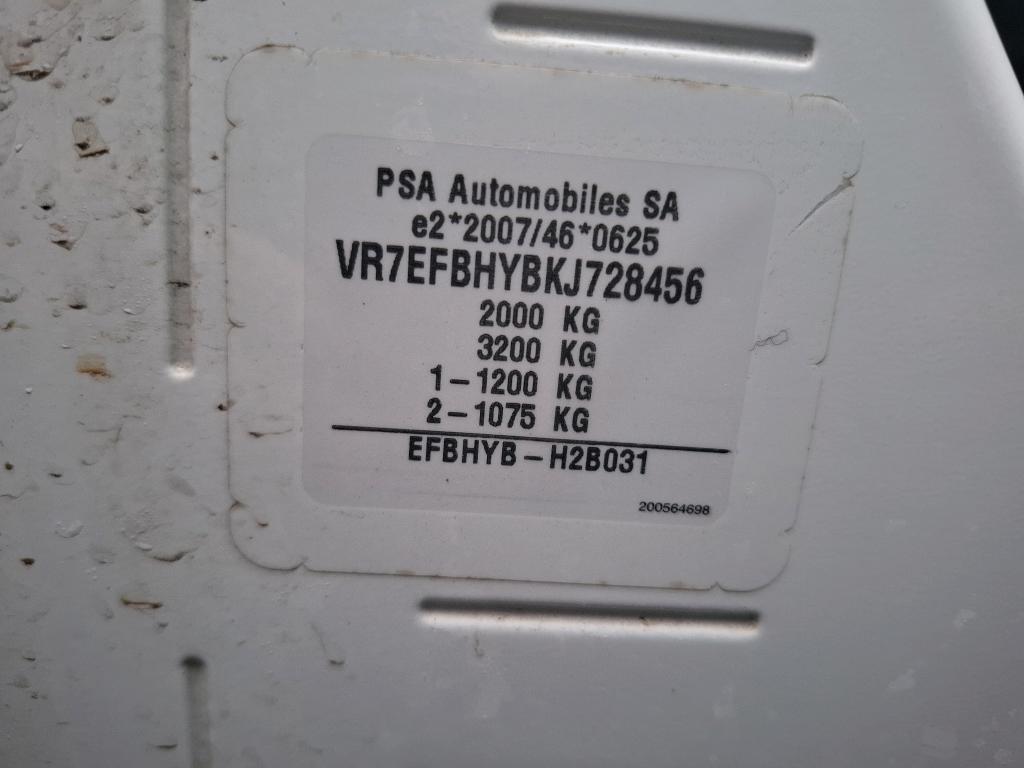 PSA Automobiles SA
e2*2007/46*0625
VR7EFBHYBKJ728456
2000 KG
3200 KG
1-1200 KG
2-1075 KG
EFBHYB-H2B031
200564698